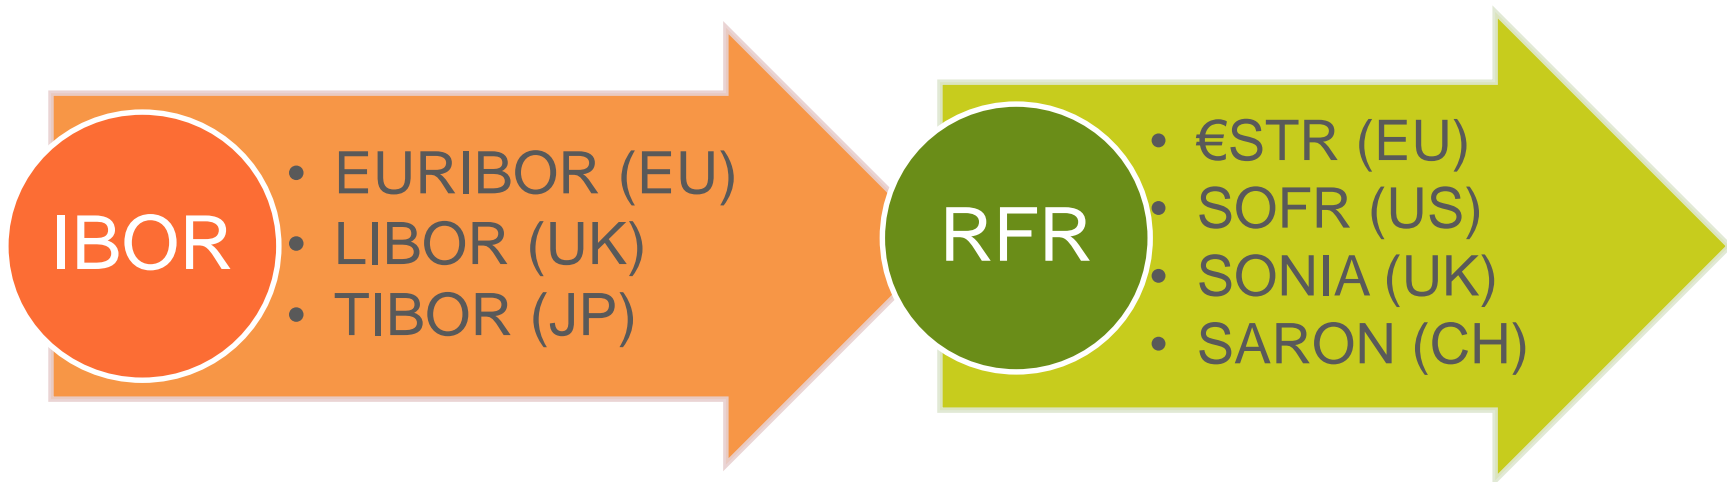 IBOR
• EURIBOR (EU)
• LIBOR (UK)
• TIBOR (JP)
RFR
• €STR (EU)
• SOFR (US)
• SONIA (UK)
• SARON (CH)